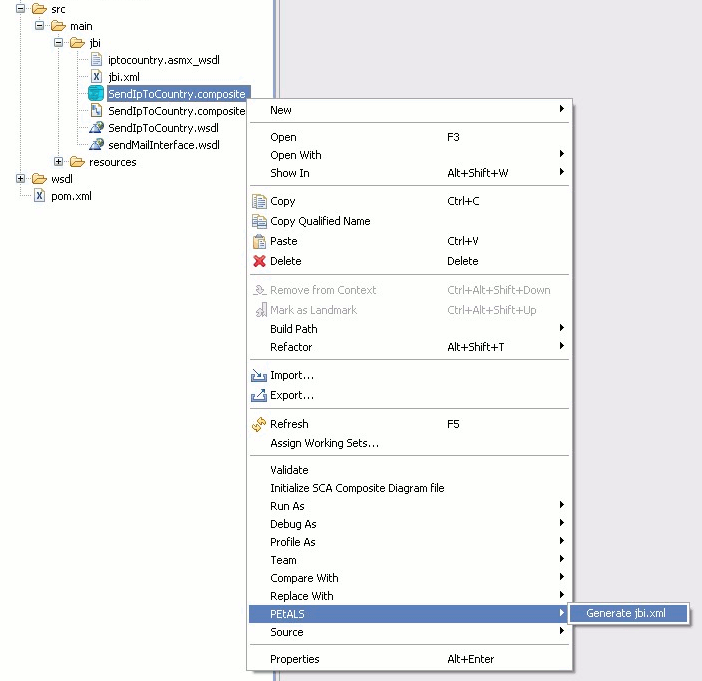 src
main
jbi
iptocountry.asmx_wsdl
jbi.xml
SendIpToCountry.composite
SendIpToCountry.composite
SendIpToCountry.wsdl
sendMailInterface.wsdl
resources
wsdl
pom.xml
New
Open F3
Open With
Show In Alt+Shift+W
Copy Ctrl+C
Copy Qualified Name
Paste Ctrl+V
Delete Delete
Remove from Context Ctrl+Alt+Shift+Down
Mark as Landmark Ctrl+Alt+Shift+Up
Build Path
Refactor Alt+Shift+T
Import...
Export...
Refresh F5
Assign Working Sets...
Validate
Initialize SCA Composite Diagram file
Run As
Debug As
Profile As
Team
Compare With
Replace With
PEtALS
Generate jbi.xml
Source
Properties Alt+Enter